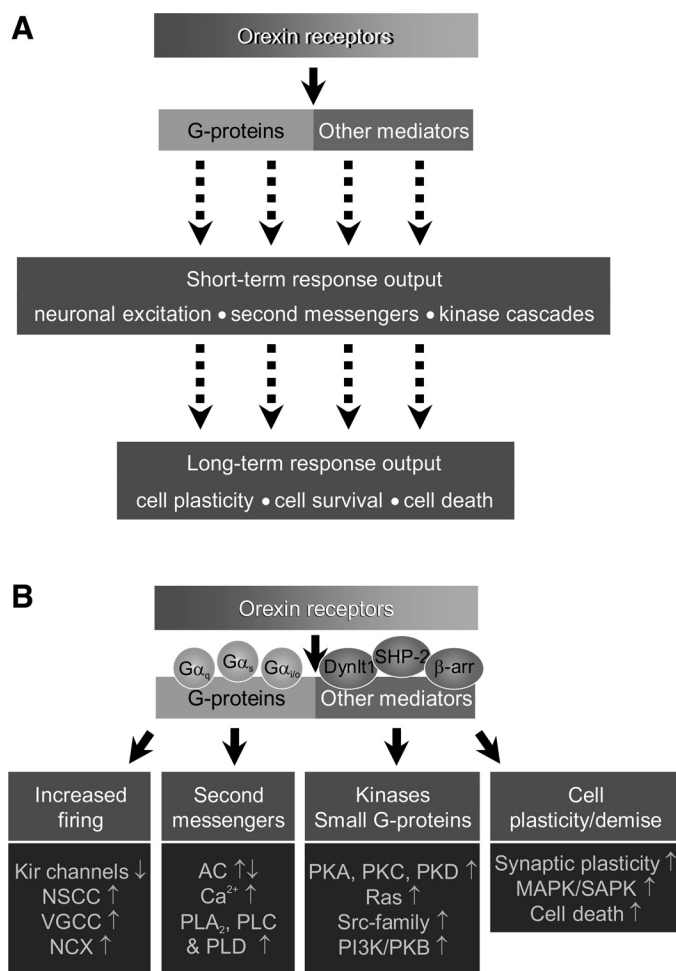 A
Orexin receptors
G-proteins
Other mediators
Short-term response output
neuronal excitation • second messengers • kinase cascades
Long-term response output
cell plasticity • cell survival • cell death
B
Orexin receptors
Gαq
Gαs
Gαi/o
Dynlt1
SHP-2
β-arr
G-proteins
Other mediators
Increased
firing
Kir channels ↓
NSCC ↑
VGCC ↑
NCX ↑
Second
messengers
AC ↑↓
Ca²⁺ ↑
PLA₂, PLC
& PLD ↑
Kinases
Small G-proteins
PKA, PKC, PKD ↑
Ras ↑
Src-family ↑
PI3K/PKB ↑
Cell
plasticity/demise
Synaptic plasticity ↑
MAPK/SAPK ↑
Cell death ↑